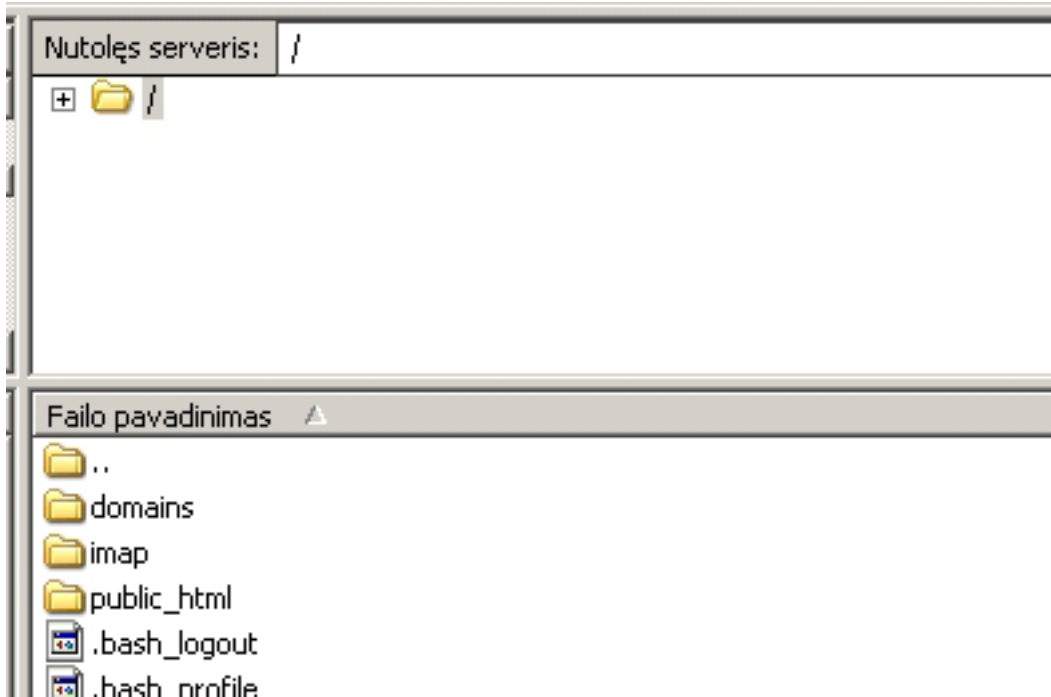 Nutolęs serveris: /
/
Failo pavadinimas
..
domains
imap
public_html
.bash_logout
.bash_profile